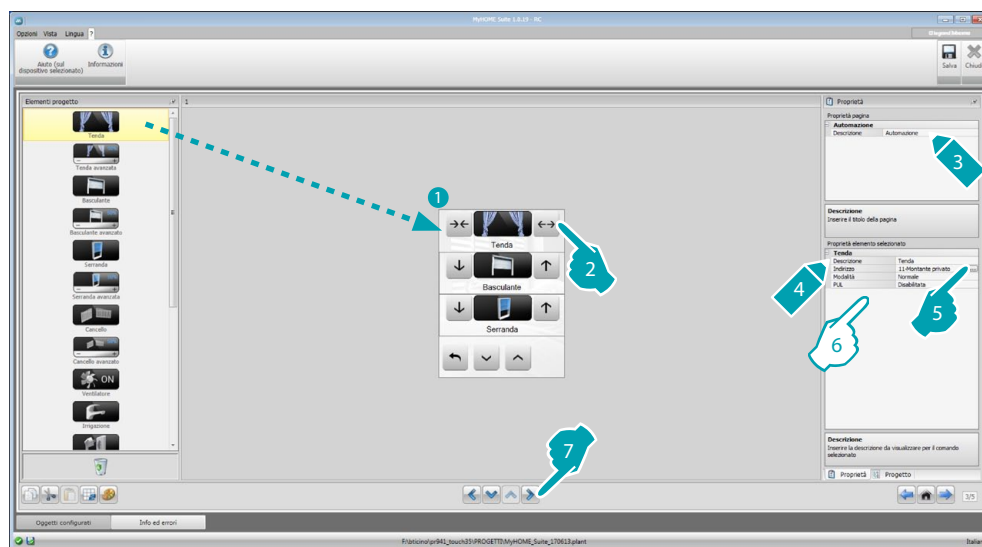 MyHOME Suite 1.0.19 - HC
Opzioni Vista Lingua ?
Aiuto (sul
dispositivo selezionato)
Informazioni
Salva
Chiudi
Elementi progetto
Tenda
Tenda avanzata
Basculante
Basculante avanzato
Serranda
Serranda avanzata
Cancello
Cancello avanzato
ON
Ventilatore
Irrigazione
1
1
Tenda
Basculante
Serranda
2
Proprietà
Proprietà pagina
Automazione
Descrizione Automazione
3
Descrizione
Inserire il titolo della pagina
Proprietà elemento selezionato
Tenda
Descrizione Tenda
Indirizzo 11-Montante privato
Modalità Normale
PUL Disabilitata
4
5
6
Descrizione
Inserire la descrizione da visualizzare per il comando
selezionato
Proprietà Progetto
7
3/5
Oggetti configurati
Info ed errori
F:\bticino\pr941_touch35\PROGETTI\MyHOME_Suite_170613.plant
Italian